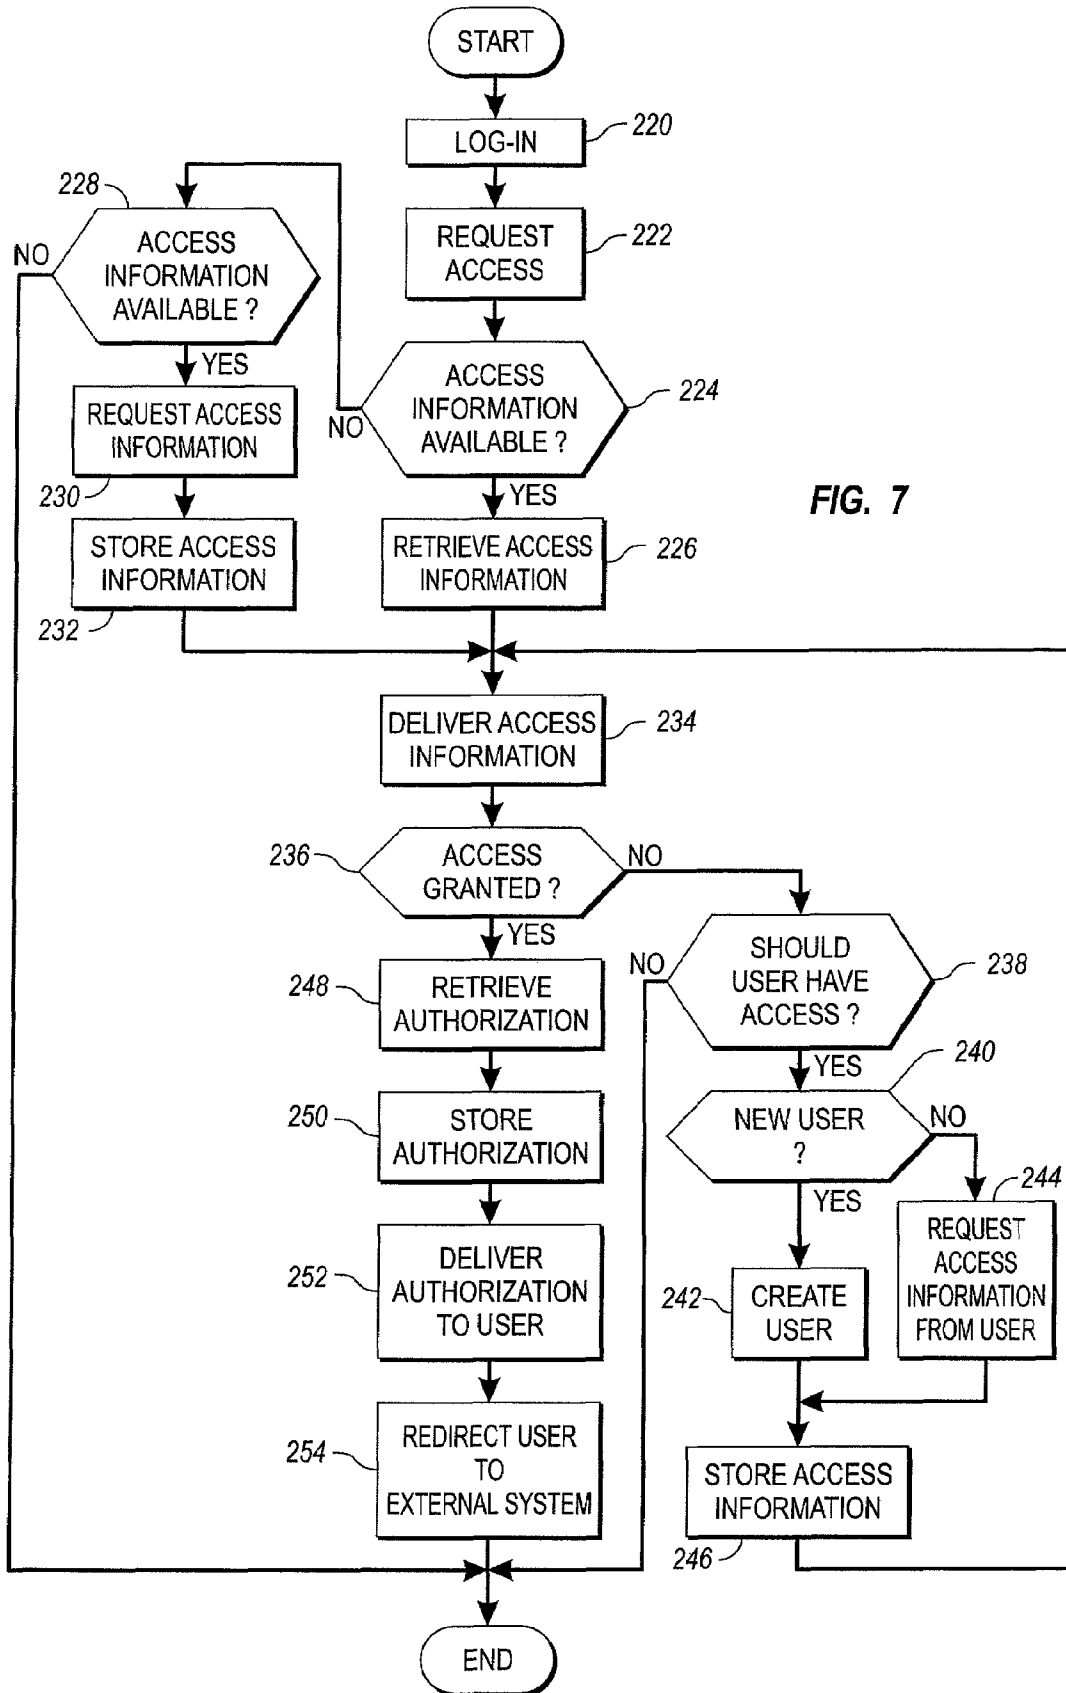 START
LOG-IN
220
228
REQUEST
ACCESS
222
NO
ACCESS
INFORMATION
AVAILABLE ?
YES
ACCESS
INFORMATION
AVAILABLE ?
224
NO
REQUEST ACCESS
INFORMATION
230
YES
FIG. 7
STORE ACCESS
INFORMATION
232
RETRIEVE ACCESS
INFORMATION
226
DELIVER ACCESS
INFORMATION
234
236
ACCESS
GRANTED ?
NO
YES
NO
SHOULD
USER HAVE
ACCESS ?
238
248
RETRIEVE
AUTHORIZATION
YES
240
250
STORE
AUTHORIZATION
NEW USER
?
NO
YES
244
252
DELIVER
AUTHORIZATION
TO USER
242
CREATE
USER
REQUEST
ACCESS
INFORMATION
FROM USER
254
REDIRECT USER
TO
EXTERNAL SYSTEM
STORE ACCESS
INFORMATION
246
END